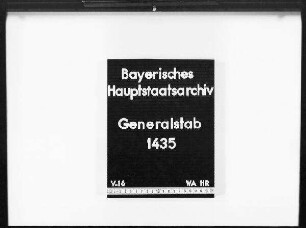 Bayerisches
Hauptstaatsarchiv
Generalstab
1435
V-16 WA HR